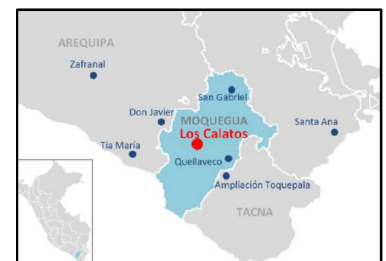 AREQUIPA
Zafranal
San Gabriel
Don Javier
MOQUEGUA
Los Calatos
Santa Ana
Tía María
Quellaveco
Ampliación Toquepala
TACNA